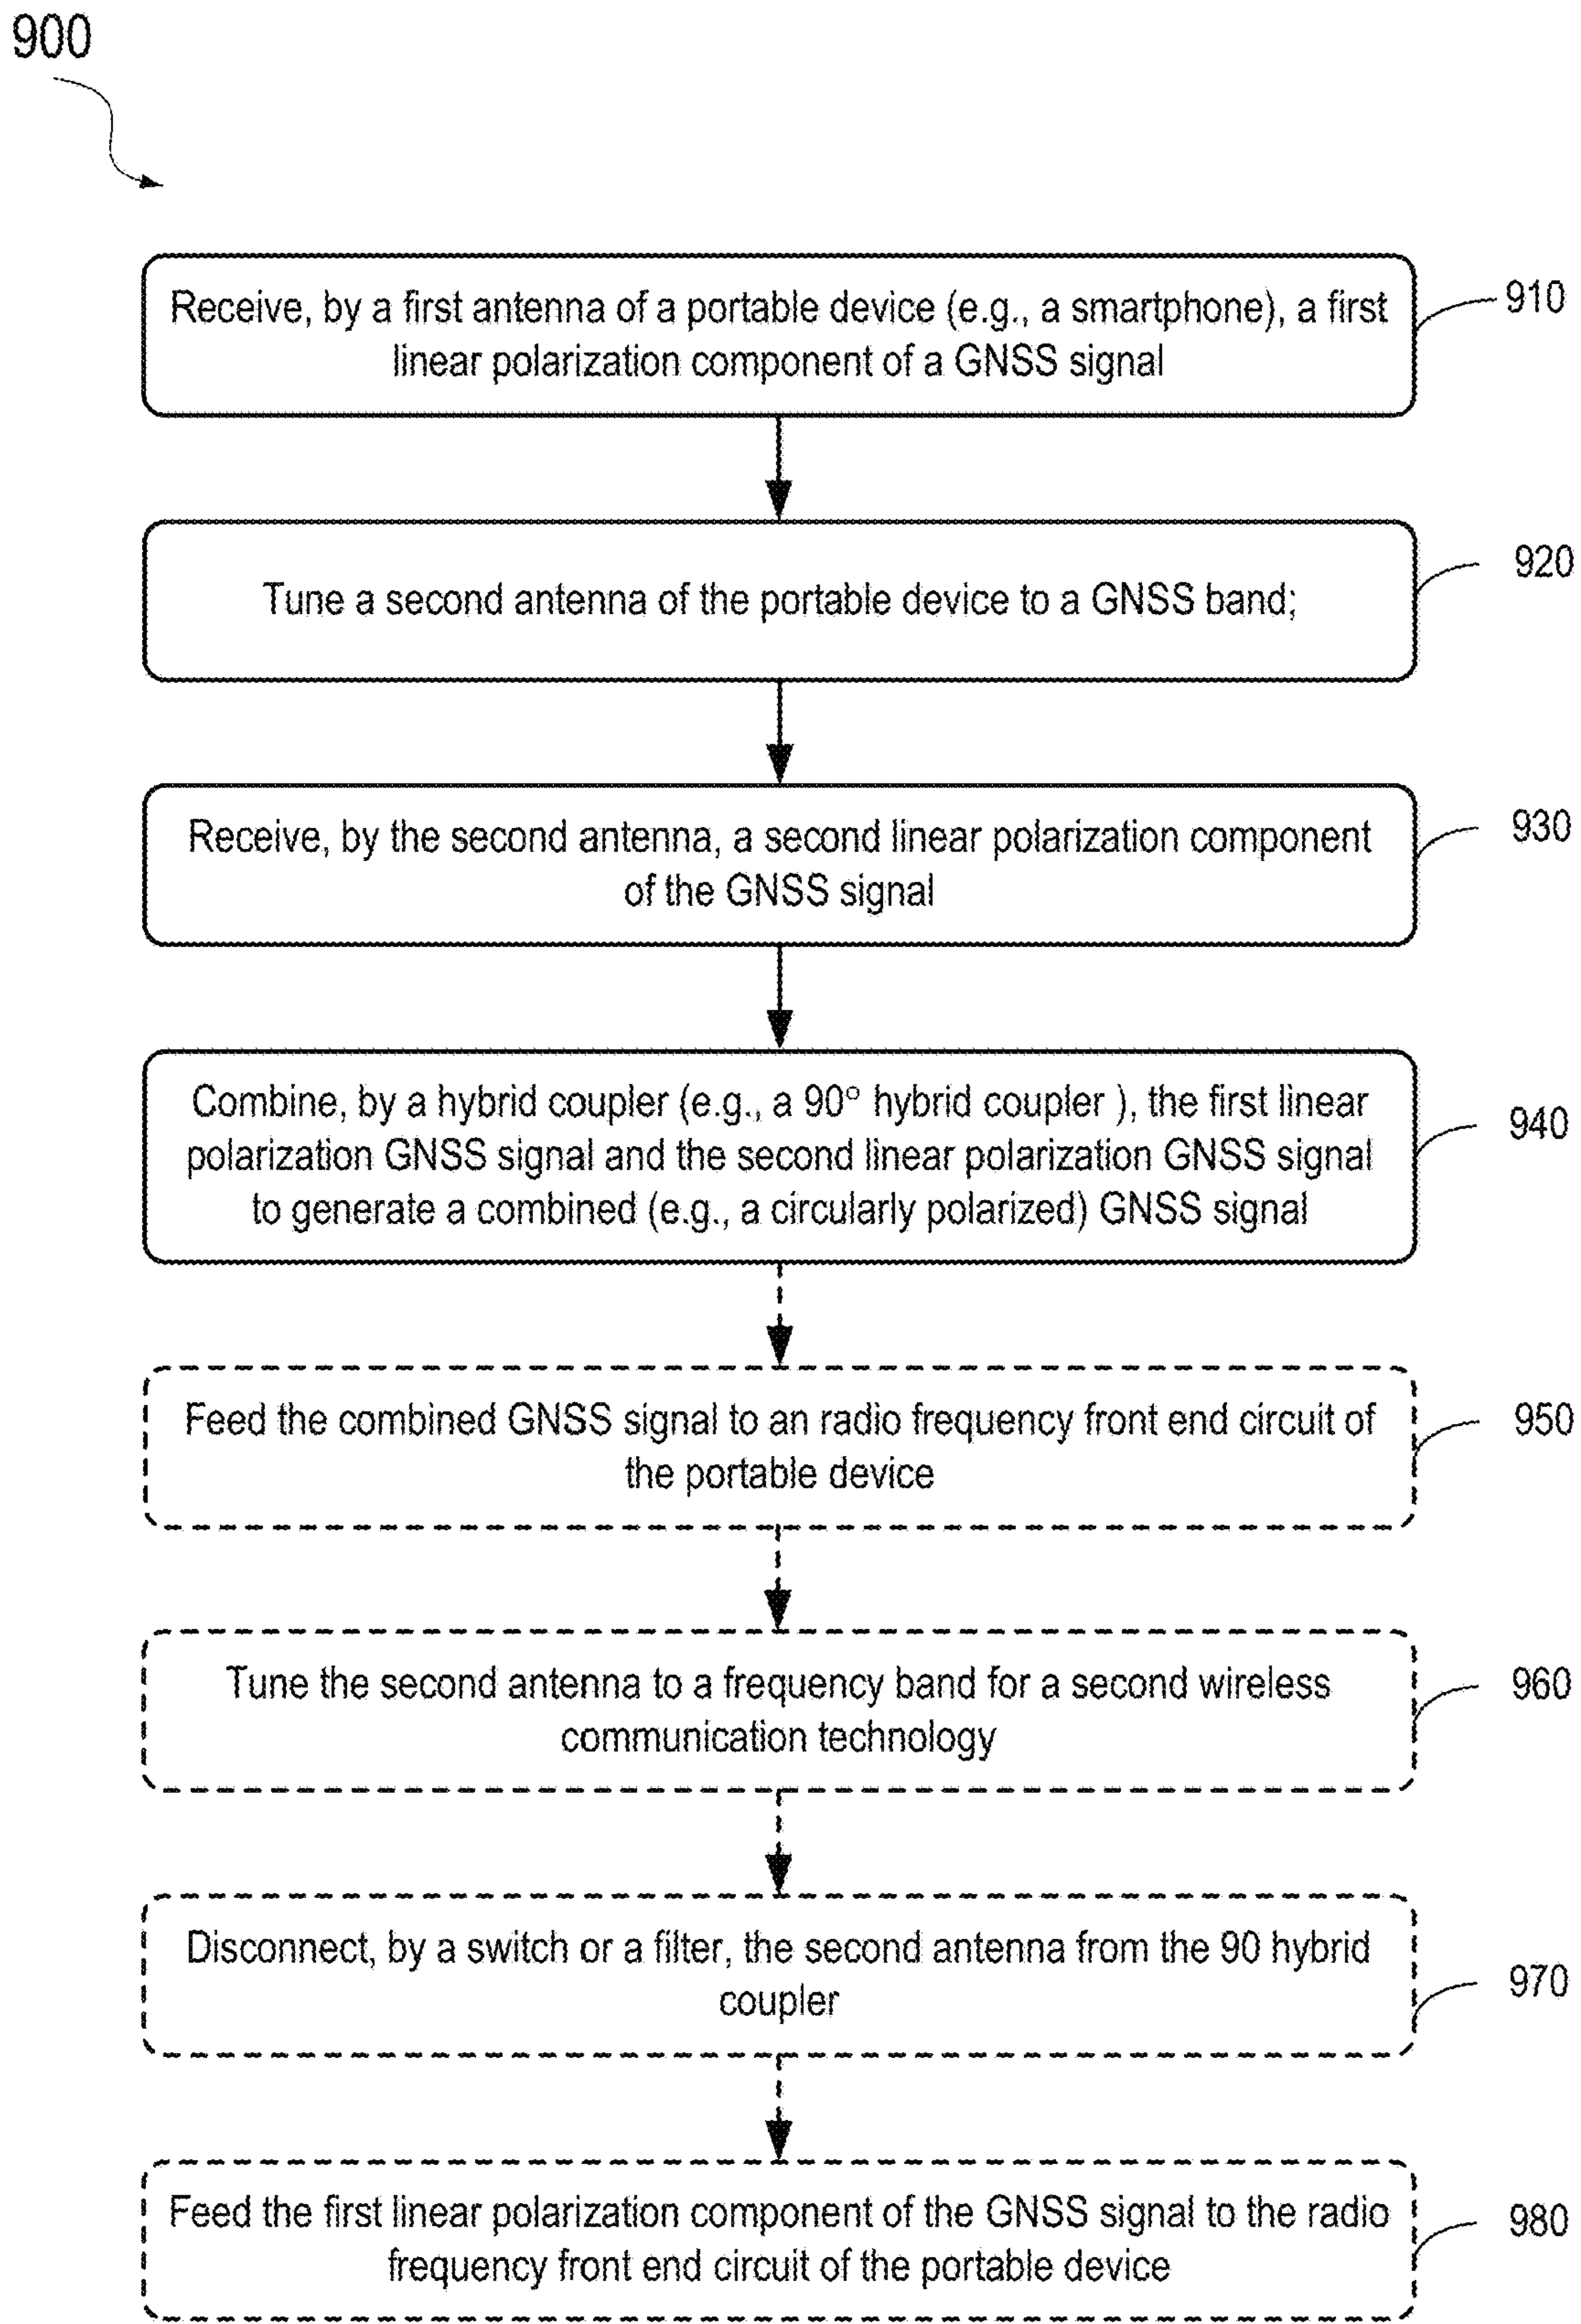 900
Receive, by a first antenna of a portable device (e.g., a smartphone), a first
linear polarization component of a GNSS signal
910
Tune a second antenna of the portable device to a GNSS band;
920
Receive, by the second antenna, a second linear polarization component
of the GNSS signal
930
Combine, by a hybrid coupler (e.g., a 90° hybrid coupler ), the first linear
polarization GNSS signal and the second linear polarization GNSS signal
to generate a combined (e.g., a circularly polarized) GNSS signal
940
Feed the combined GNSS signal to an radio frequency front end circuit of
the portable device
950
Tune the second antenna to a frequency band for a second wireless
communication technology
960
Disconnect, by a switch or a filter, the second antenna from the 90 hybrid
coupler
970
Feed the first linear polarization component of the GNSS signal to the radio
frequency front end circuit of the portable device
980